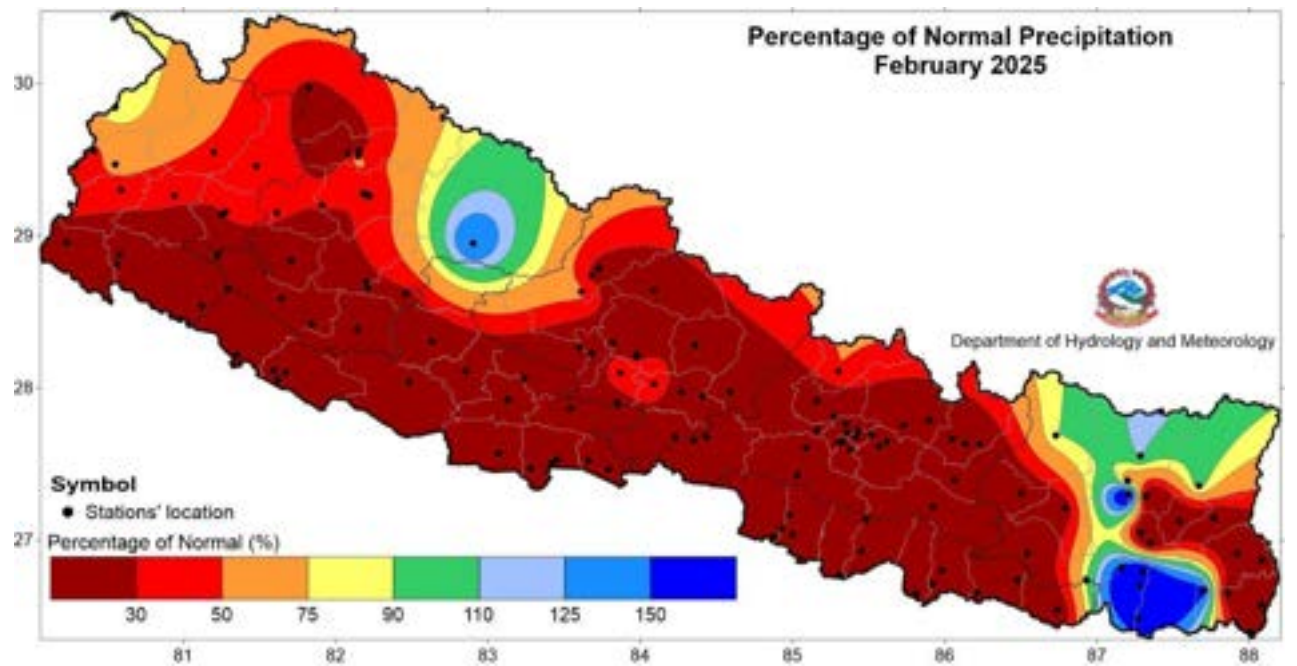 Percentage of Normal Precipitation
February 2025
30
29
28
27
Department of Hydrology and Meteorology
Symbol
Stations' location
Percentage of Normal (%)
30 50 75 90 110 125 150
81 82 83 84 85 86 87 88